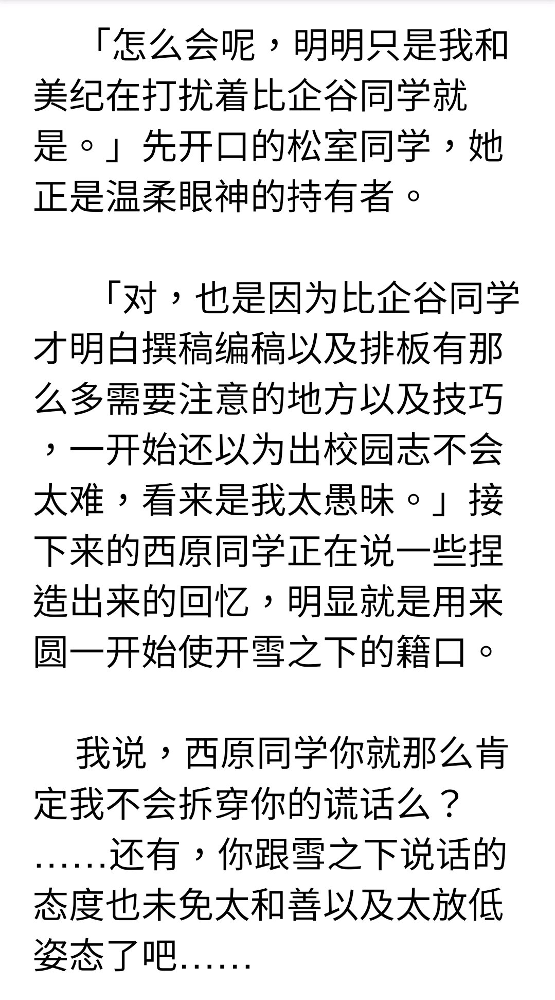 「怎么会呢，明明只是我和
美纪在打扰着比企谷同学就
是。」先开口的松室同学，她
正是温柔眼神的持有者。
「对，也是因为比企谷同学
才明白撰稿编稿以及排板有那
么多需要注意的地方以及技巧
，一开始还以为出校园志不会
太难，看来是我太愚昧。」接
下来的西原同学正在说一些捏
造出来的回忆，明显就是用来
圆一开始使开雪之下的籍口。
我说，西原同学你就那么肯
定我不会拆穿你的谎话么？
……还有，你跟雪之下说话的
态度也未免太和善以及太放低
姿态了吧……